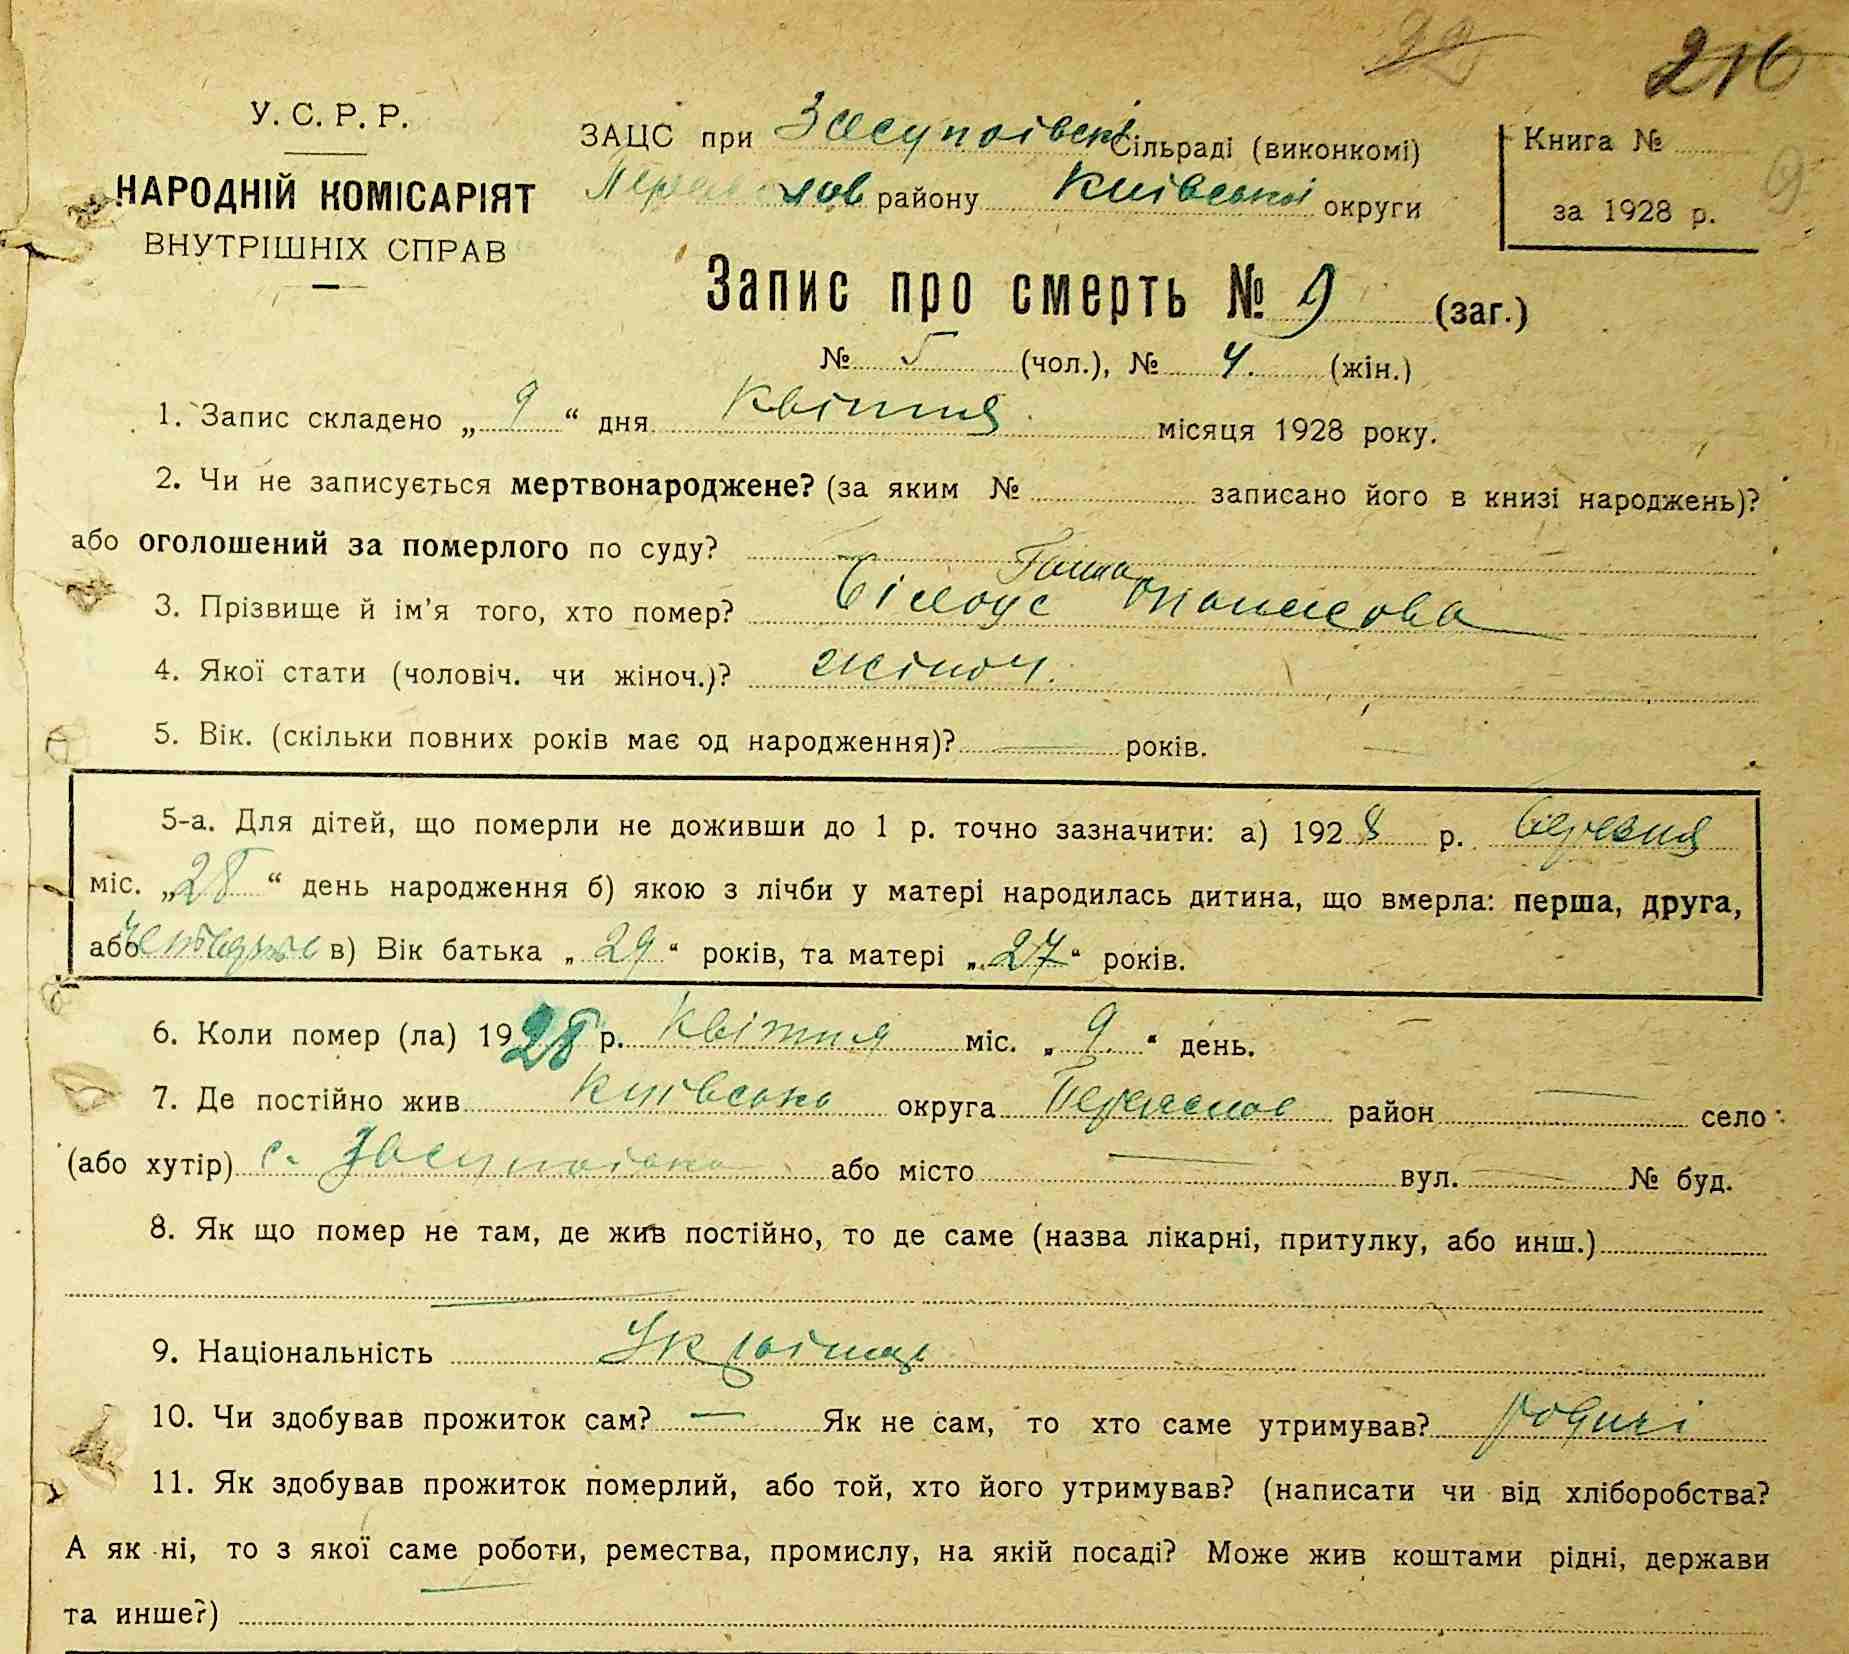 22 216
У. С. Р. Р.
НАРОДНІЙ КОМІСАРІЯТ
ВНУТРІШНІХ СПРАВ
ЗАЦС при Засупоївскі Сільраді (виконкомі)
Переяслов району Київської округи
Книга №
за 1928 р.
9
Запис про смерть № 9 (заг.)
№ 5 (чол.), № 4. (жін.)
1. Запис складено „ 9 “ дня Квітня місяця 1928 року.
2. Чи не записується мертвонароджене? (за яким № записано його в книзі народжень)?
або оголошений за померлого по суду?
Ганна
3. Прізвище й ім’я того, хто помер? Білоус
4. Якої стати (чоловіч. чи жіноч.)? жіноч.
5. Вік. (скільки повних років має од народження)? — років.
5-а. Для дітей, що померли не доживши до 1 р. точно зазначити: а) 1928 р. березня
міс. „28“ день народження б) якою з лічби у матері народилась дитина, що вмерла: перша, друга,
або четверта в) Вік батька „29“ років, та матері „27“ років.
6. Коли помер (ла) 1928 р. Квітня міс. „9.“ день.
7. Де постійно жив Київська округа Переяслов район — село
(або хутір) с. Засупоївка або місто — вул. — № буд.
8. Як що помер не там, де жив постійно, то де саме (назва лікарні, притулку, або инш.)
—
9. Національність Українці
10. Чи здобував прожиток сам? — Як не сам, то хто саме утримував? родичі
11. Як здобував прожиток померлий, або той, хто його утримував? (написати чи від хліборобства?
А як ні, то з якої саме роботи, ремества, промислу, на якій посаді? Може жив коштами рідні, держави
та инше?)